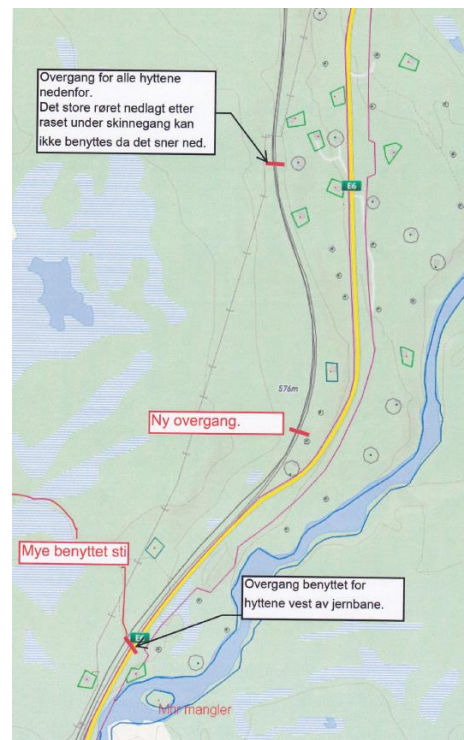 Overgang for alle hyttene
nedenfor.
Det store røret nedlagt etter
raset under skinnegang kan
ikke benyttes da det sner ned.
E6
576m
Ny overgang.
Mye benyttet sti
Overgang benyttet for
hyttene vest av jernbane.
E6
Mnr mangler